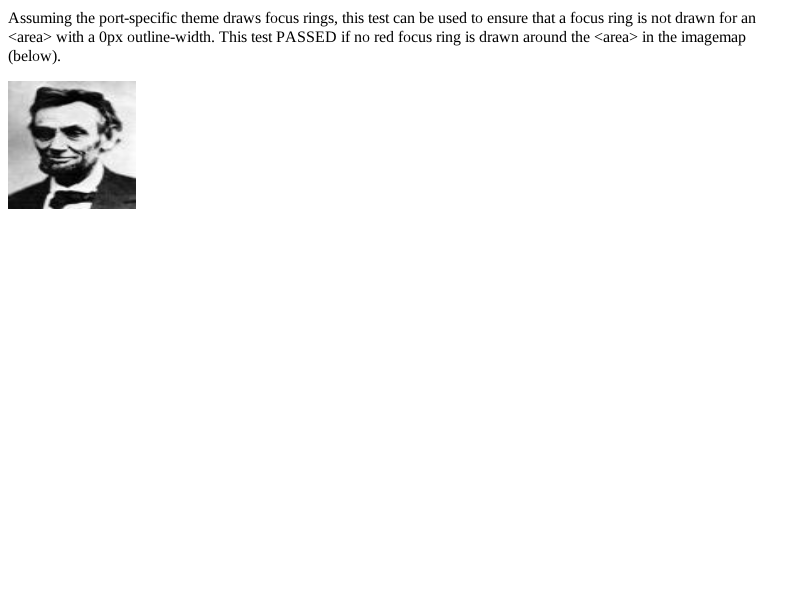 Assuming the port-specific theme draws focus rings, this test can be used to ensure that a focus ring is not drawn for an
<area> with a 0px outline-width. This test PASSED if no red focus ring is drawn around the <area> in the imagemap
(below).